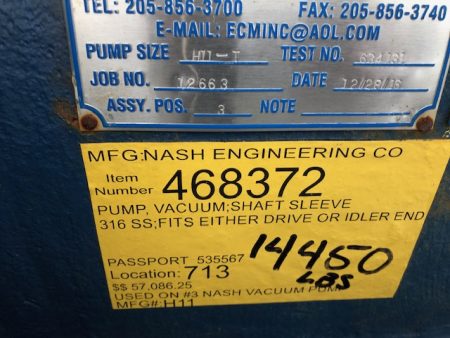 TEL: 205-856-3700 FAX: 205-856-3740
E-MAIL: ECMINC@AOL.COM
PUMP SIZE TEST NO.
JOB NO. 12663 DATE 12/28/16
ASSY. POS. 3 NOTE
MFG:NASH ENGINEERING CO
Item Number 468372
PUMP, VACUUM;SHAFT SLEEVE
316 SS;FITS EITHER DRIVE OR IDLER END
PASSPORT 535567
Location: 713
14450 LBS
$$ 57,086.25
USED ON #3 NASH VACUUM PUMP
MFG#:H11